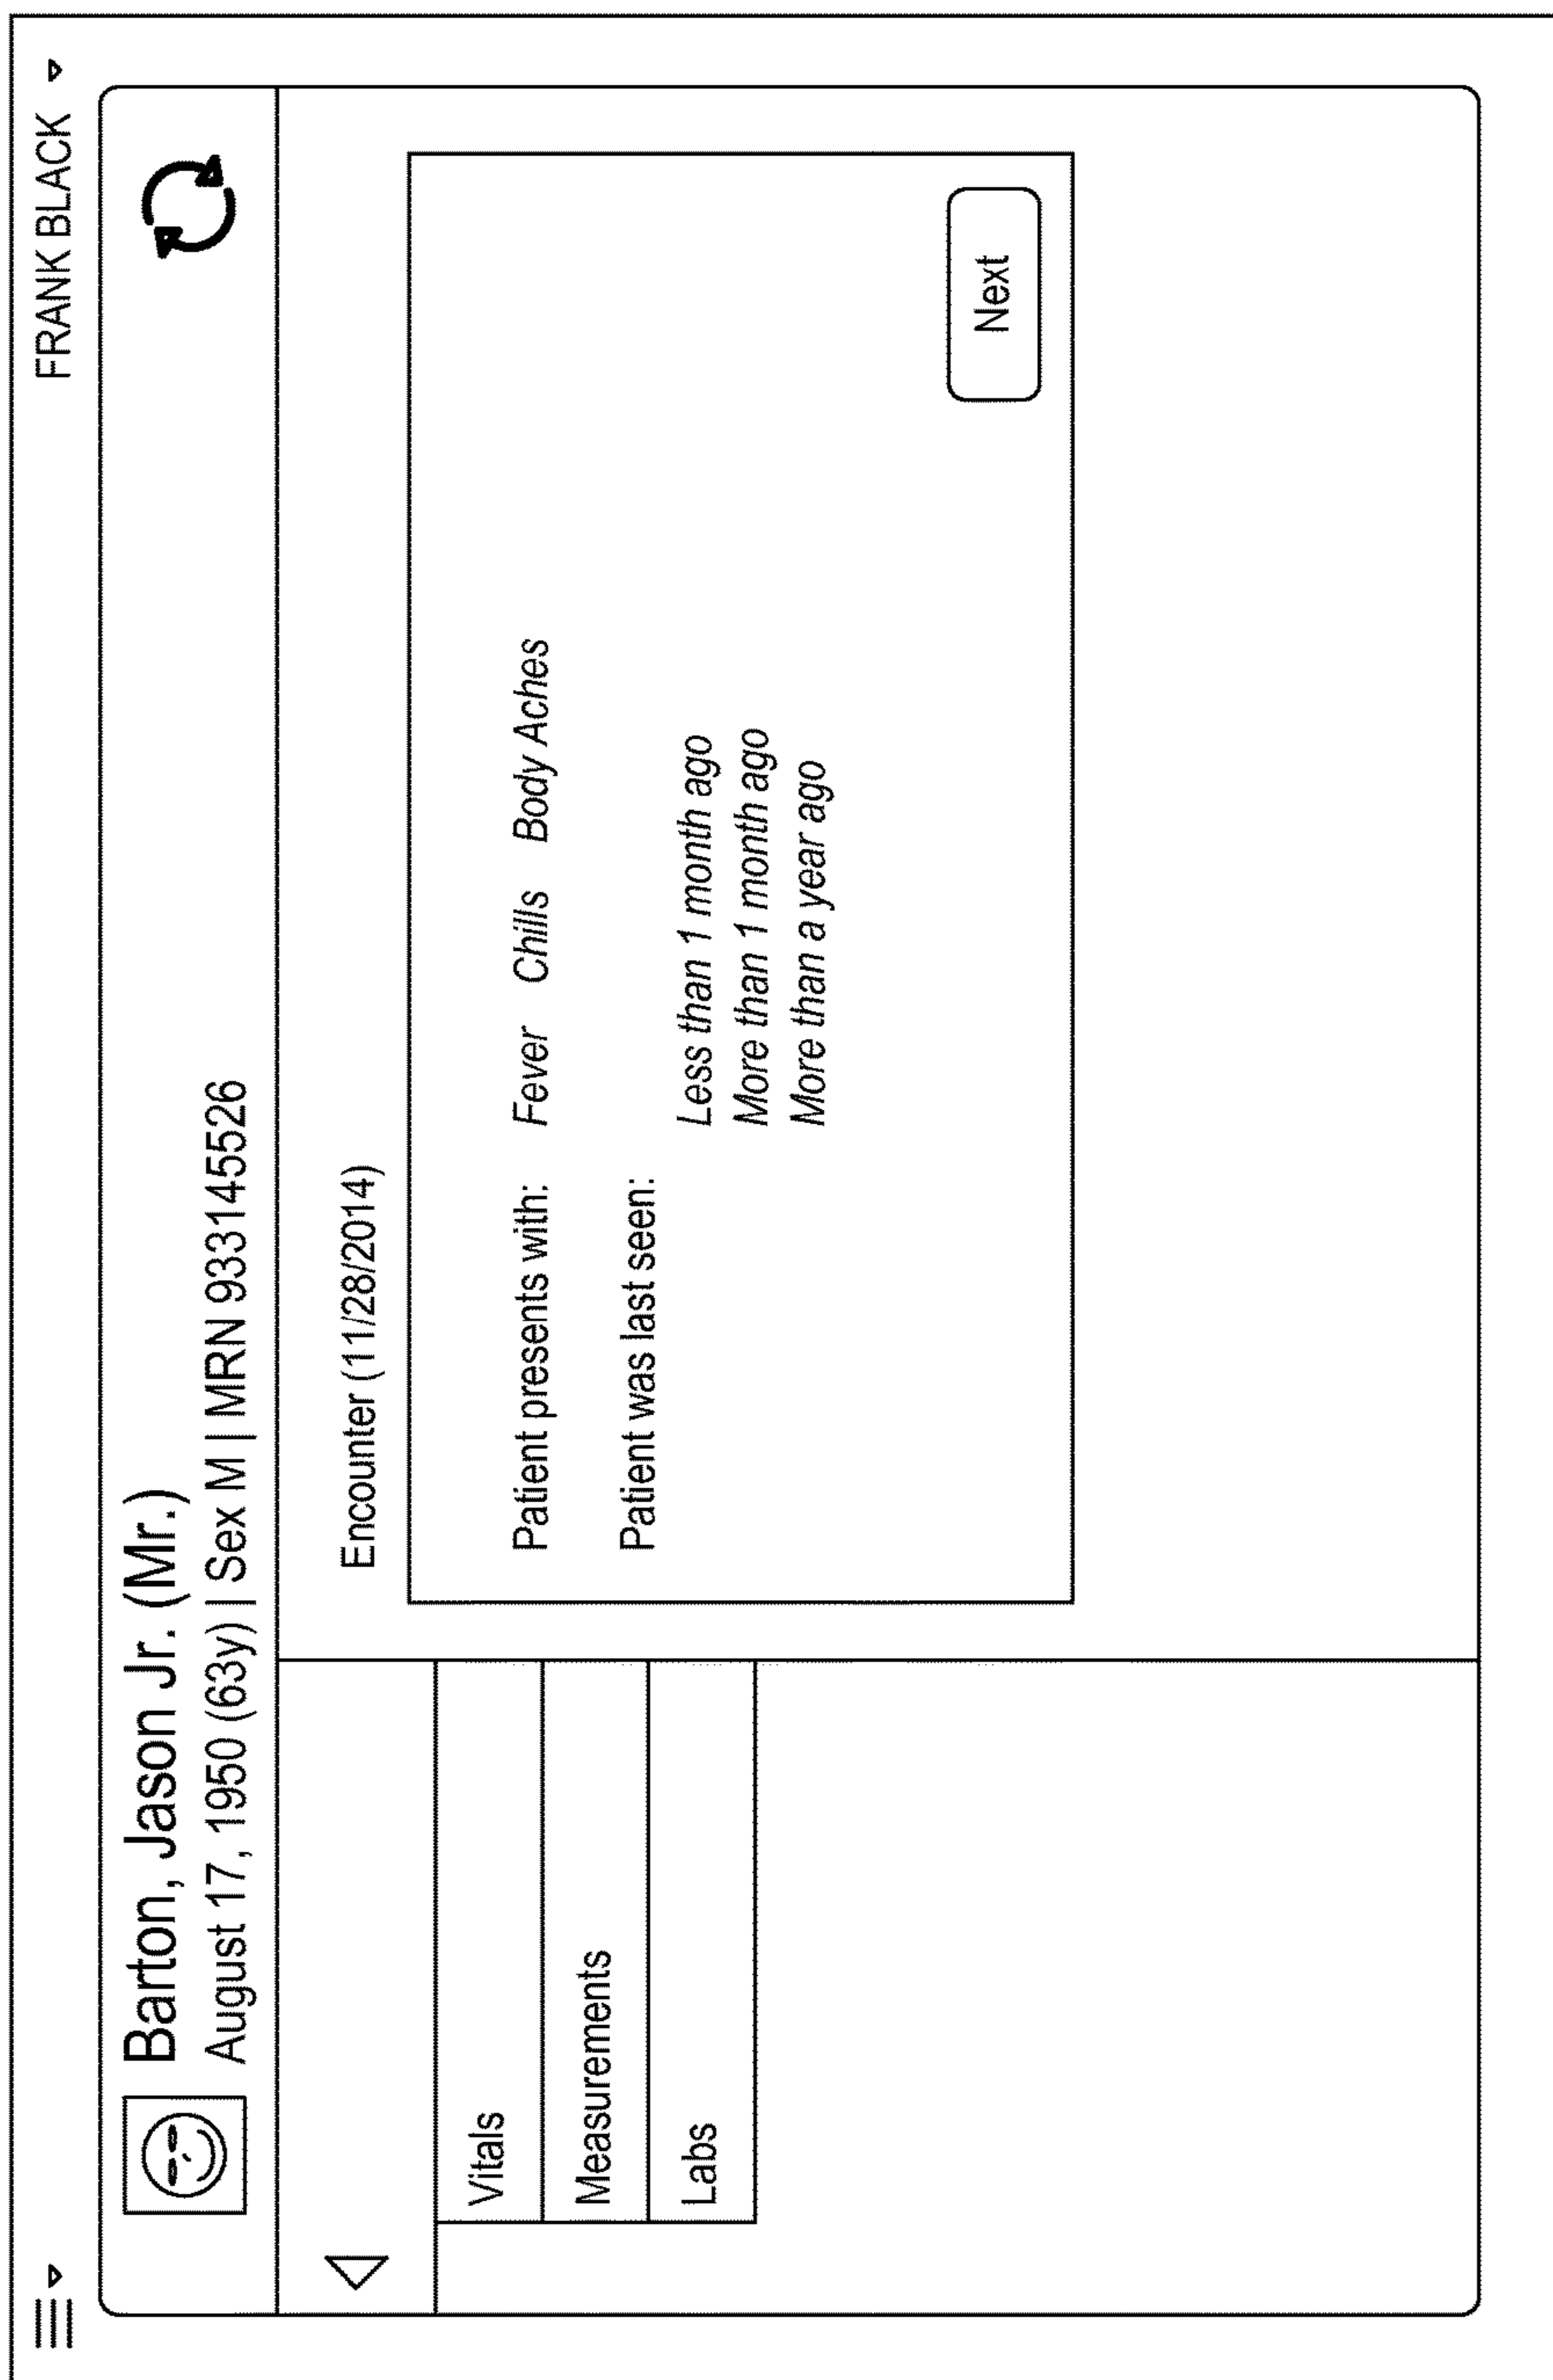 FRANK BLACK
Barton, Jason Jr. (Mr.)
August 17, 1950 (63y) | Sex M | MRN 933145526
Vitals
Measurements
Labs
Encounter (11/28/2014)
Patient presents with: Fever Chills Body Aches
Patient was last seen:
Less than 1 month ago
More than 1 month ago
More than a year ago
Next